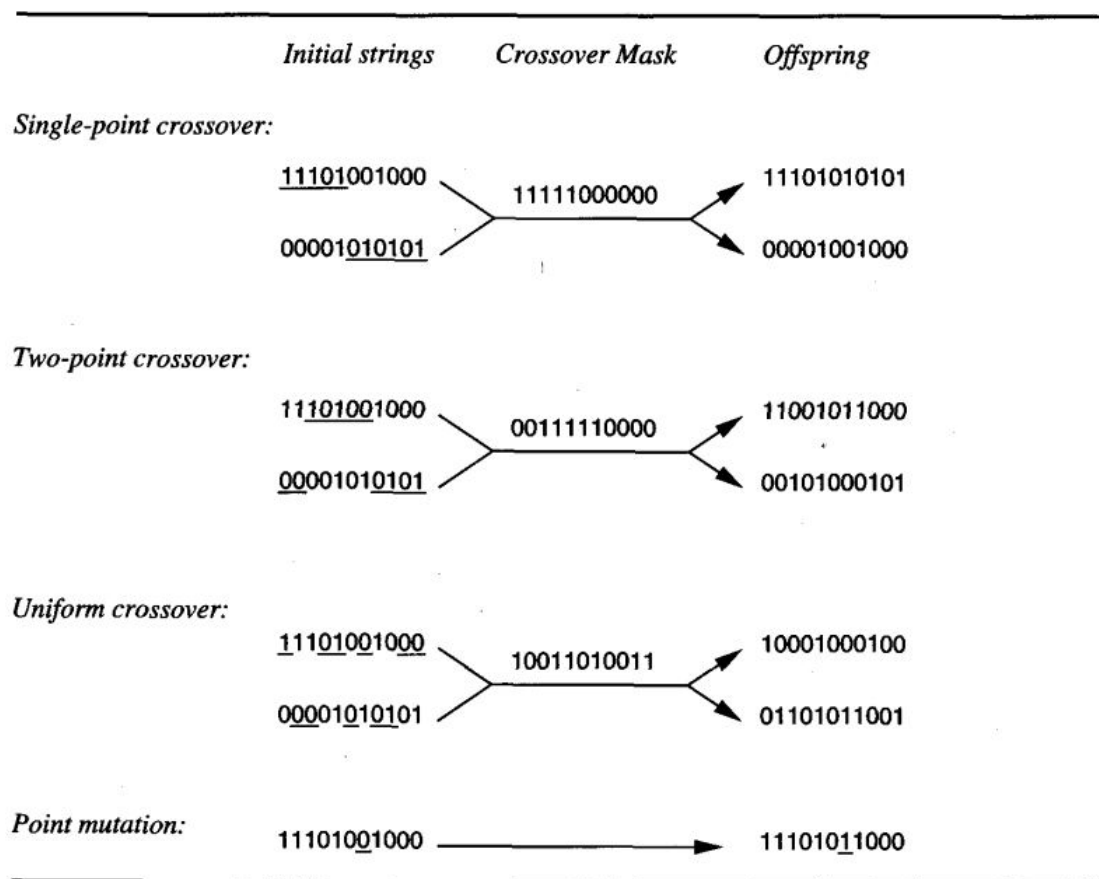 Initial strings Crossover Mask Offspring
Single-point crossover:
11101001000 11111000000 11101010101
00001010101 00001001000
Two-point crossover:
11101001000 00111110000 11001011000
00001010101 00101000101
Uniform crossover:
11101001000 10011010011 10001000100
00001010101 01101011001
Point mutation:
11101001000 11101011000